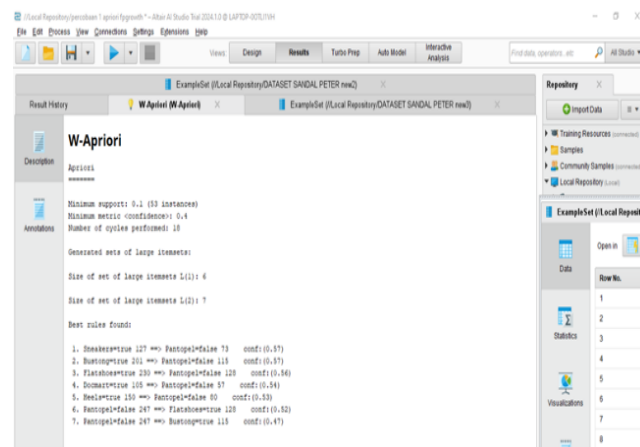 //Local Repository/percobaan 1 apriori fpgrowth* – Altair AI Studio Trial 2024.1.0 @ LAPTOP-
File Edit Process View Connections Settings Extensions Help
Views: Design Results Turbo Prep Auto Model Interactive Analysis
Find data, operators...etc All Studio
ExampleSet (//Local Repository/DATASET SANDAL PETER new2)
Repository
Result History
W-Apriori (W-Apriori)
ExampleSet (//Local Repository/DATASET SANDAL PETER new3)
Import Data
Training Resources (connected)
Samples
Community Samples (connected)
Local Repository (Local)
Description
Annotations
W-Apriori
Apriori
=======
Minimum support: 0.1 (53 instances)
Minimum metric <confidence>: 0.4
Number of cycles performed: 18
Generated sets of large itemsets:
Size of set of large itemsets L(1): 6
Size of set of large itemsets L(2): 7
Best rules found:
1. Sneakers=true 127 ==> Pantopel=false 73 conf:(0.57)
2. Bustong=true 201 ==> Pantopel=false 115 conf:(0.57)
3. Flatshoes=true 230 ==> Pantopel=false 128 conf:(0.56)
4. Docmart=true 105 ==> Pantopel=false 57 conf:(0.54)
5. Heels=true 150 ==> Pantopel=false 80 conf:(0.53)
6. Pantopel=false 247 ==> Flatshoes=true 128 conf:(0.52)
7. Pantopel=false 247 ==> Bustong=true 115 conf:(0.47)
ExampleSet (//Local Reposit
Data
Open in
Row No.
1
2
Statistics
3
4
5
Visualizations
6
7
8